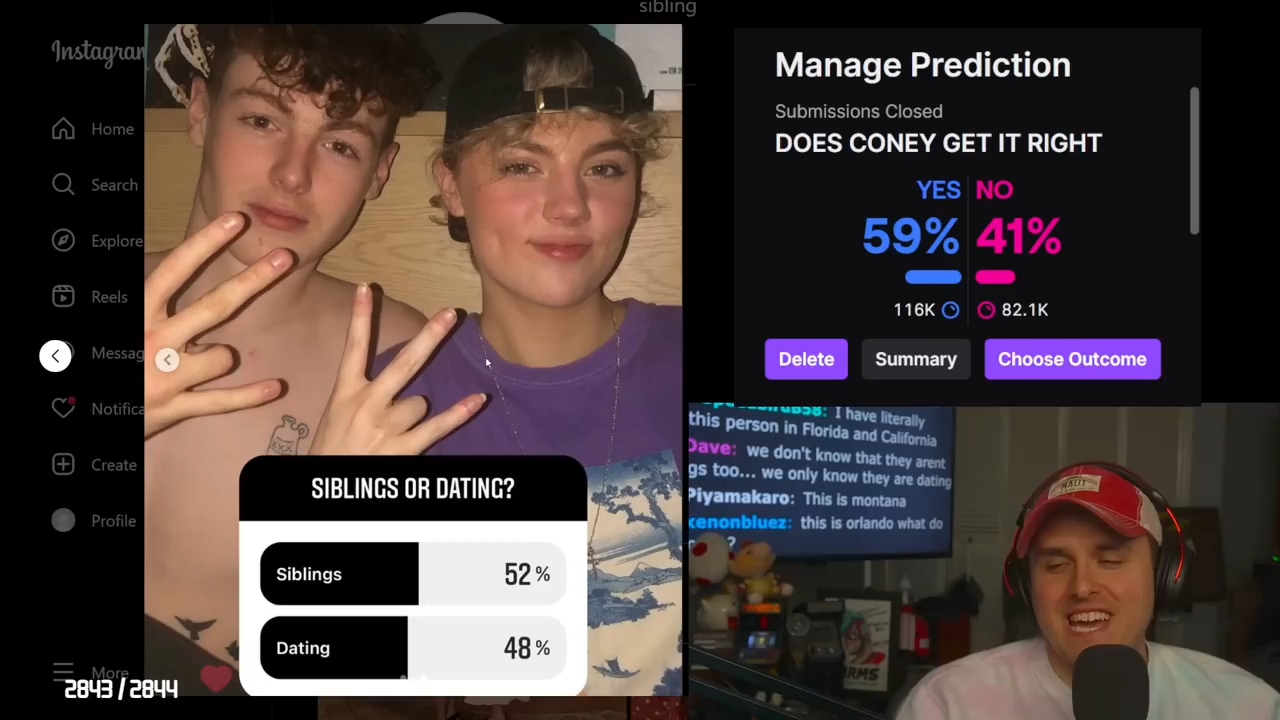 sibling
Instagram
Home
Search
Explore
Reels
Messag
Notifica
Create
Profile
More
2843 / 2844
SIBLINGS OR DATING?
Siblings 52 %
Dating 48 %
Manage Prediction
Submissions Closed
DOES CONEY GET IT RIGHT
YES NO
59% 41%
116K 82.1K
Delete Summary Choose Outcome
I have literally
this person in Florida and California
Dave: we don't know that they arent
gs too... we only know they are dating
Piyamakaro: This is montana
xenonbluez: this is orlando what do
?
MAUI